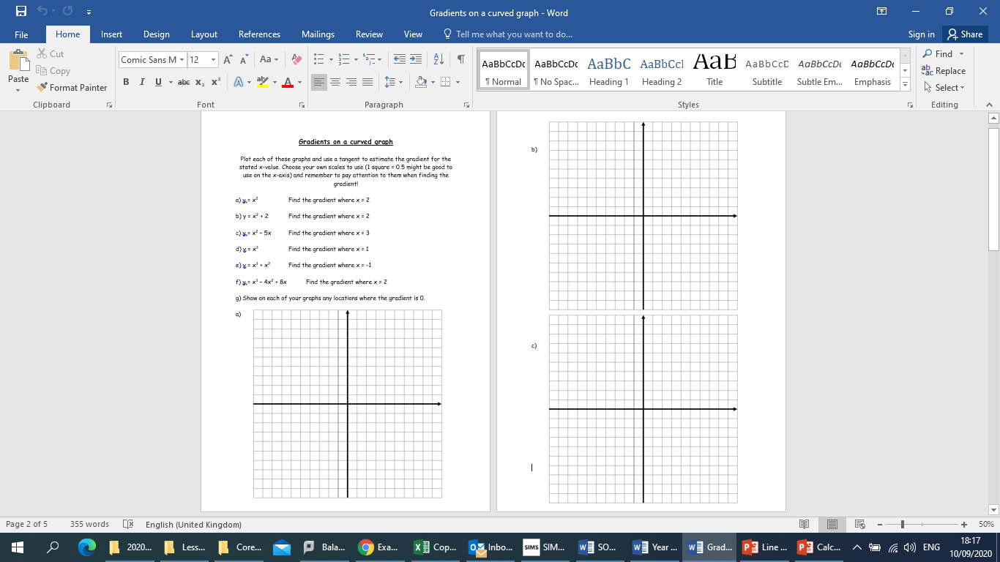 Gradients on a curved graph - Word
File Home Insert Design Layout References Mailings Review View Tell me what you want to do... Sign in Share
Paste Cut Copy Format Painter
Comic Sans M 12
AaBbCcDc AaBbCcDc AaBbC AaBbCcI AaB AaBbCcD AaBbCcDc AaBbCcDc
¶ Normal ¶ No Spac... Heading 1 Heading 2 Title Subtitle Subtle Em... Emphasis
Find Replace Select
Clipboard Font Paragraph Styles Editing
Gradients on a curved graph
Plot each of these graphs and use a tangent to estimate the gradient for the
stated x-value. Choose your own scales to use (1 square = 0.5 might be good to
use on the x-axis) and remember to pay attention to them when finding the
gradient!
a) y = x² Find the gradient where x = 2
b) y = x² + 2 Find the gradient where x = 2
c) y = x² – 5x Find the gradient where x = 3
d) y = x³ Find the gradient where x = 1
e) y = x³ + x² Find the gradient where x = -1
f) y = x³ – 4x² + 8x Find the gradient where x = 2
g) Show on each of your graphs any locations where the gradient is 0.
a)
b)
c)
Page 2 of 5 355 words English (United Kingdom) 50%
2020... Less... Core... Bala... Exa... Cop... Inbo... SIMS SIM... SO... Year ... Grad... Line ... Calc... ENG 18:17
10/09/2020